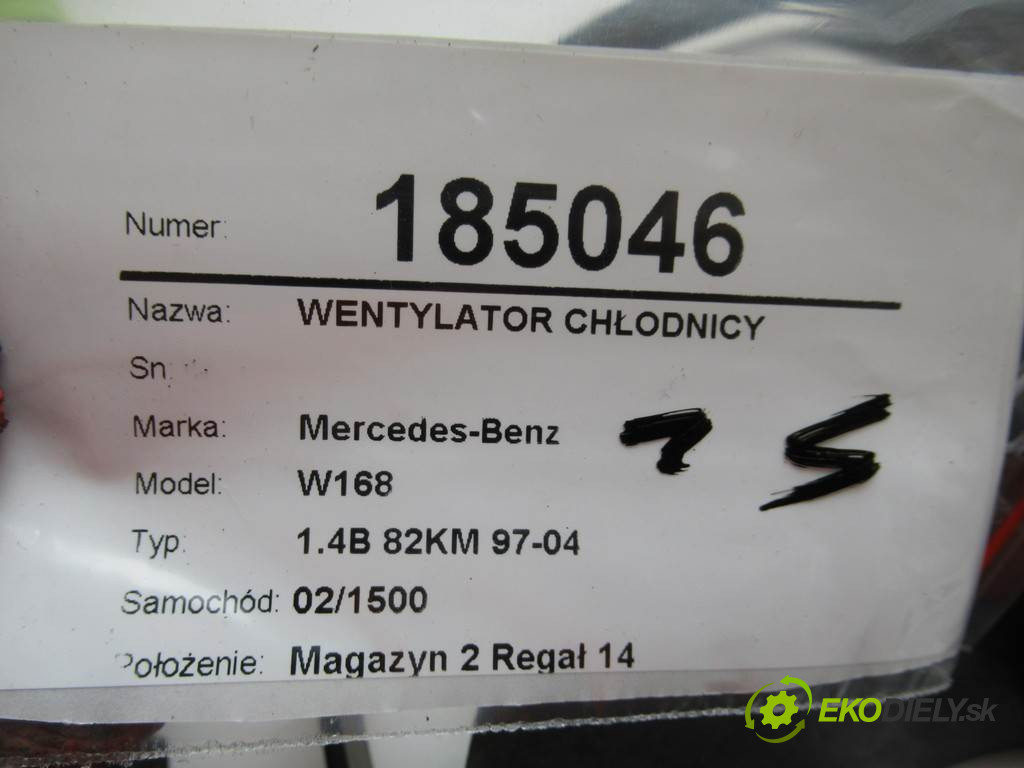 Numer: 185046
Nazwa: WENTYLATOR CHŁODNICY
Sn:
Marka: Mercedes-Benz
Model: W168
Typ: 1.4B 82KM 97-04
Samochód: 02/1500
Położenie: Magazyn 2 Regał 14
EKODIELY.sk